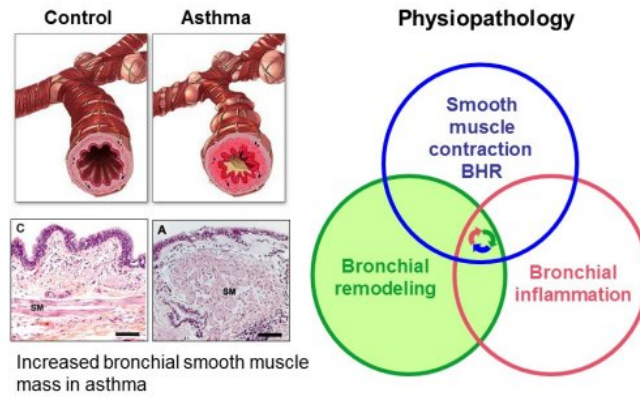 Control
Asthma
C
SM
A
SM
Increased bronchial smooth muscle
mass in asthma
Physiopathology
Smooth
muscle
contraction
BHR
Bronchial
remodeling
Bronchial
inflammation